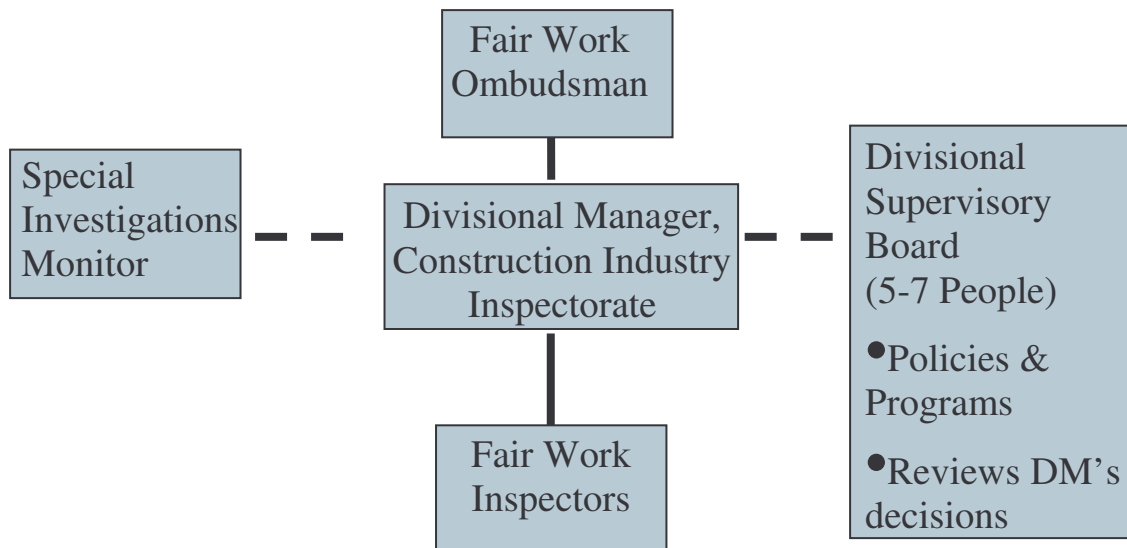 Fair Work
Ombudsman
Special
Investigations
Monitor
Divisional Manager,
Construction Industry
Inspectorate
Divisional
Supervisory
Board
(5-7 People)
●Policies &
Programs
●Reviews DM’s
decisions
Fair Work
Inspectors